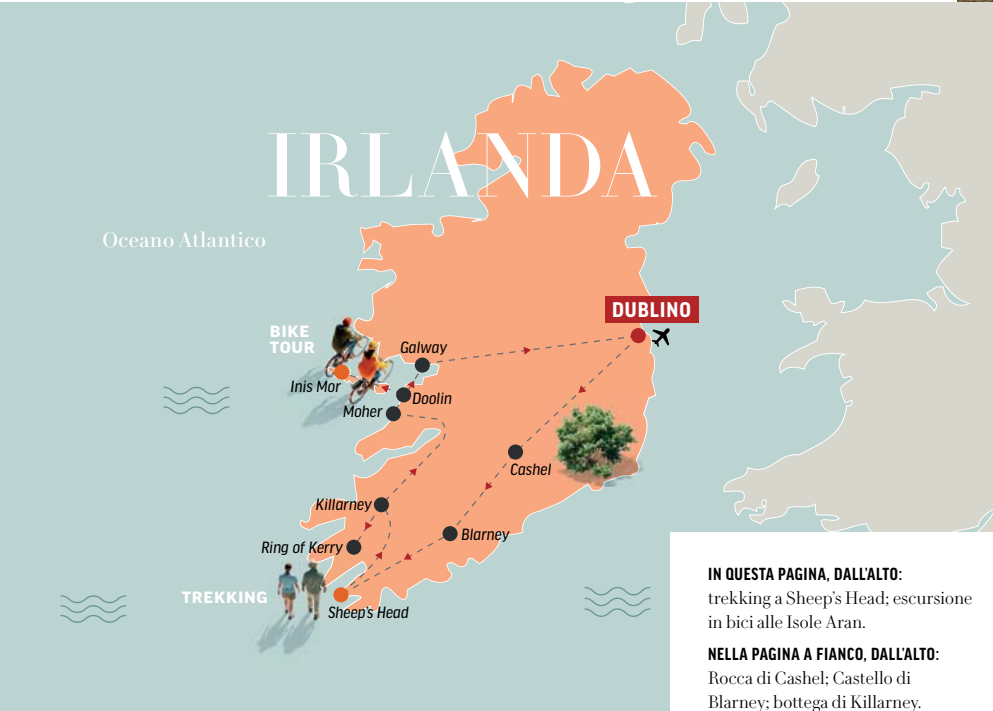 IRLANDA
Oceano Atlantico
DUBLINO
BIKE
TOUR
Galway
Inis Mor
Doolin
Moher
Cashel
Killarney
Blarney
Ring of Kerry
TREKKING
Sheep's Head
IN QUESTA PAGINA, DALL'ALTO:
trekking a Sheep's Head; escursione
in bici alle Isole Aran.
NELLA PAGINA A FIANCO, DALL'ALTO:
Rocca di Cashel; Castello di
Blarney; bottega di Killarney.